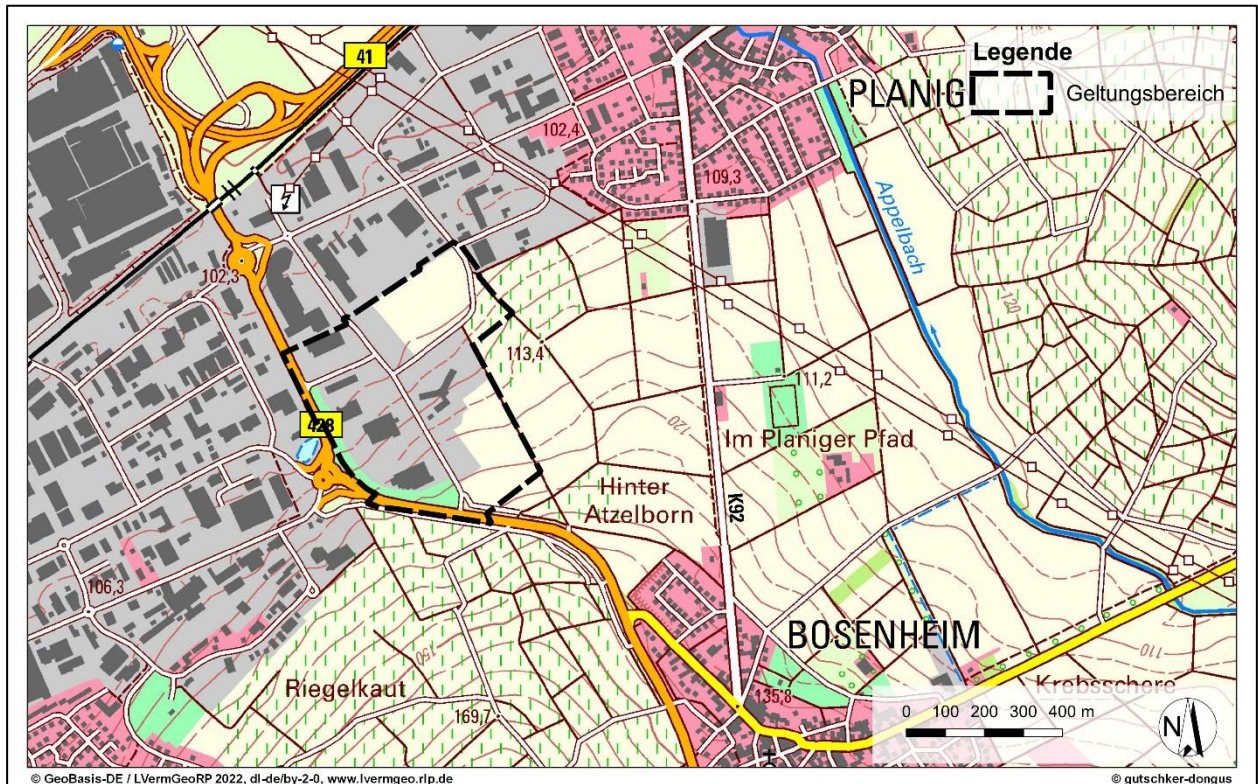 41
Legende
PLANIG
Geltungsbereich
102,4
109,3
Appelbach
102,3
120
113,4
111,2
428
120
Im Planiger Pfad
Hinter
Atzelborn
K92
106,3
BOSENHEIM
150
110
Riegelkaut
135,8
Krebsschere
169,7
0 100 200 300 400 m
N
© GeoBasis-DE / LVermGeoRP 2022, dl-de/by-2-0, www.lvermgeo.rlp.de
© gutschker-dongus